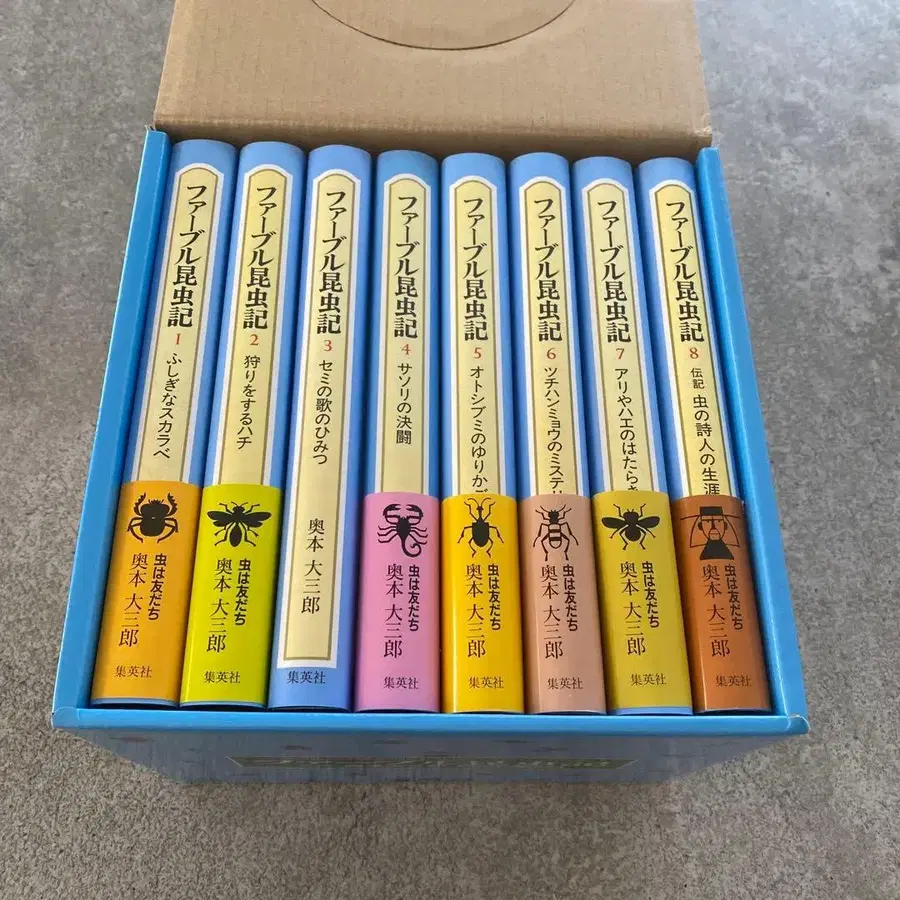 ファーブル昆虫記 1 ふしぎなスカラベ
虫は友だち
奥本 大三郎
集英社
ファーブル昆虫記 2 狩りをするハチ
虫は友だち
奥本 大三郎
集英社
ファーブル昆虫記 3 セミの歌のひみつ
奥本 大三郎
集英社
ファーブル昆虫記 4 サソリの決闘
虫は友だち
奥本 大三郎
集英社
ファーブル昆虫記 5 オトシブミのゆりかご
虫は友だち
奥本 大三郎
集英社
ファーブル昆虫記 6 ツチハンミョウのミステリ
虫は友だち
奥本 大三郎
集英社
ファーブル昆虫記 7 アリやハエのはたらき
虫は友だち
奥本 大三郎
集英社
ファーブル昆虫記 8 伝記 虫の詩人の生涯
虫は友だち
奥本 大三郎
集英社